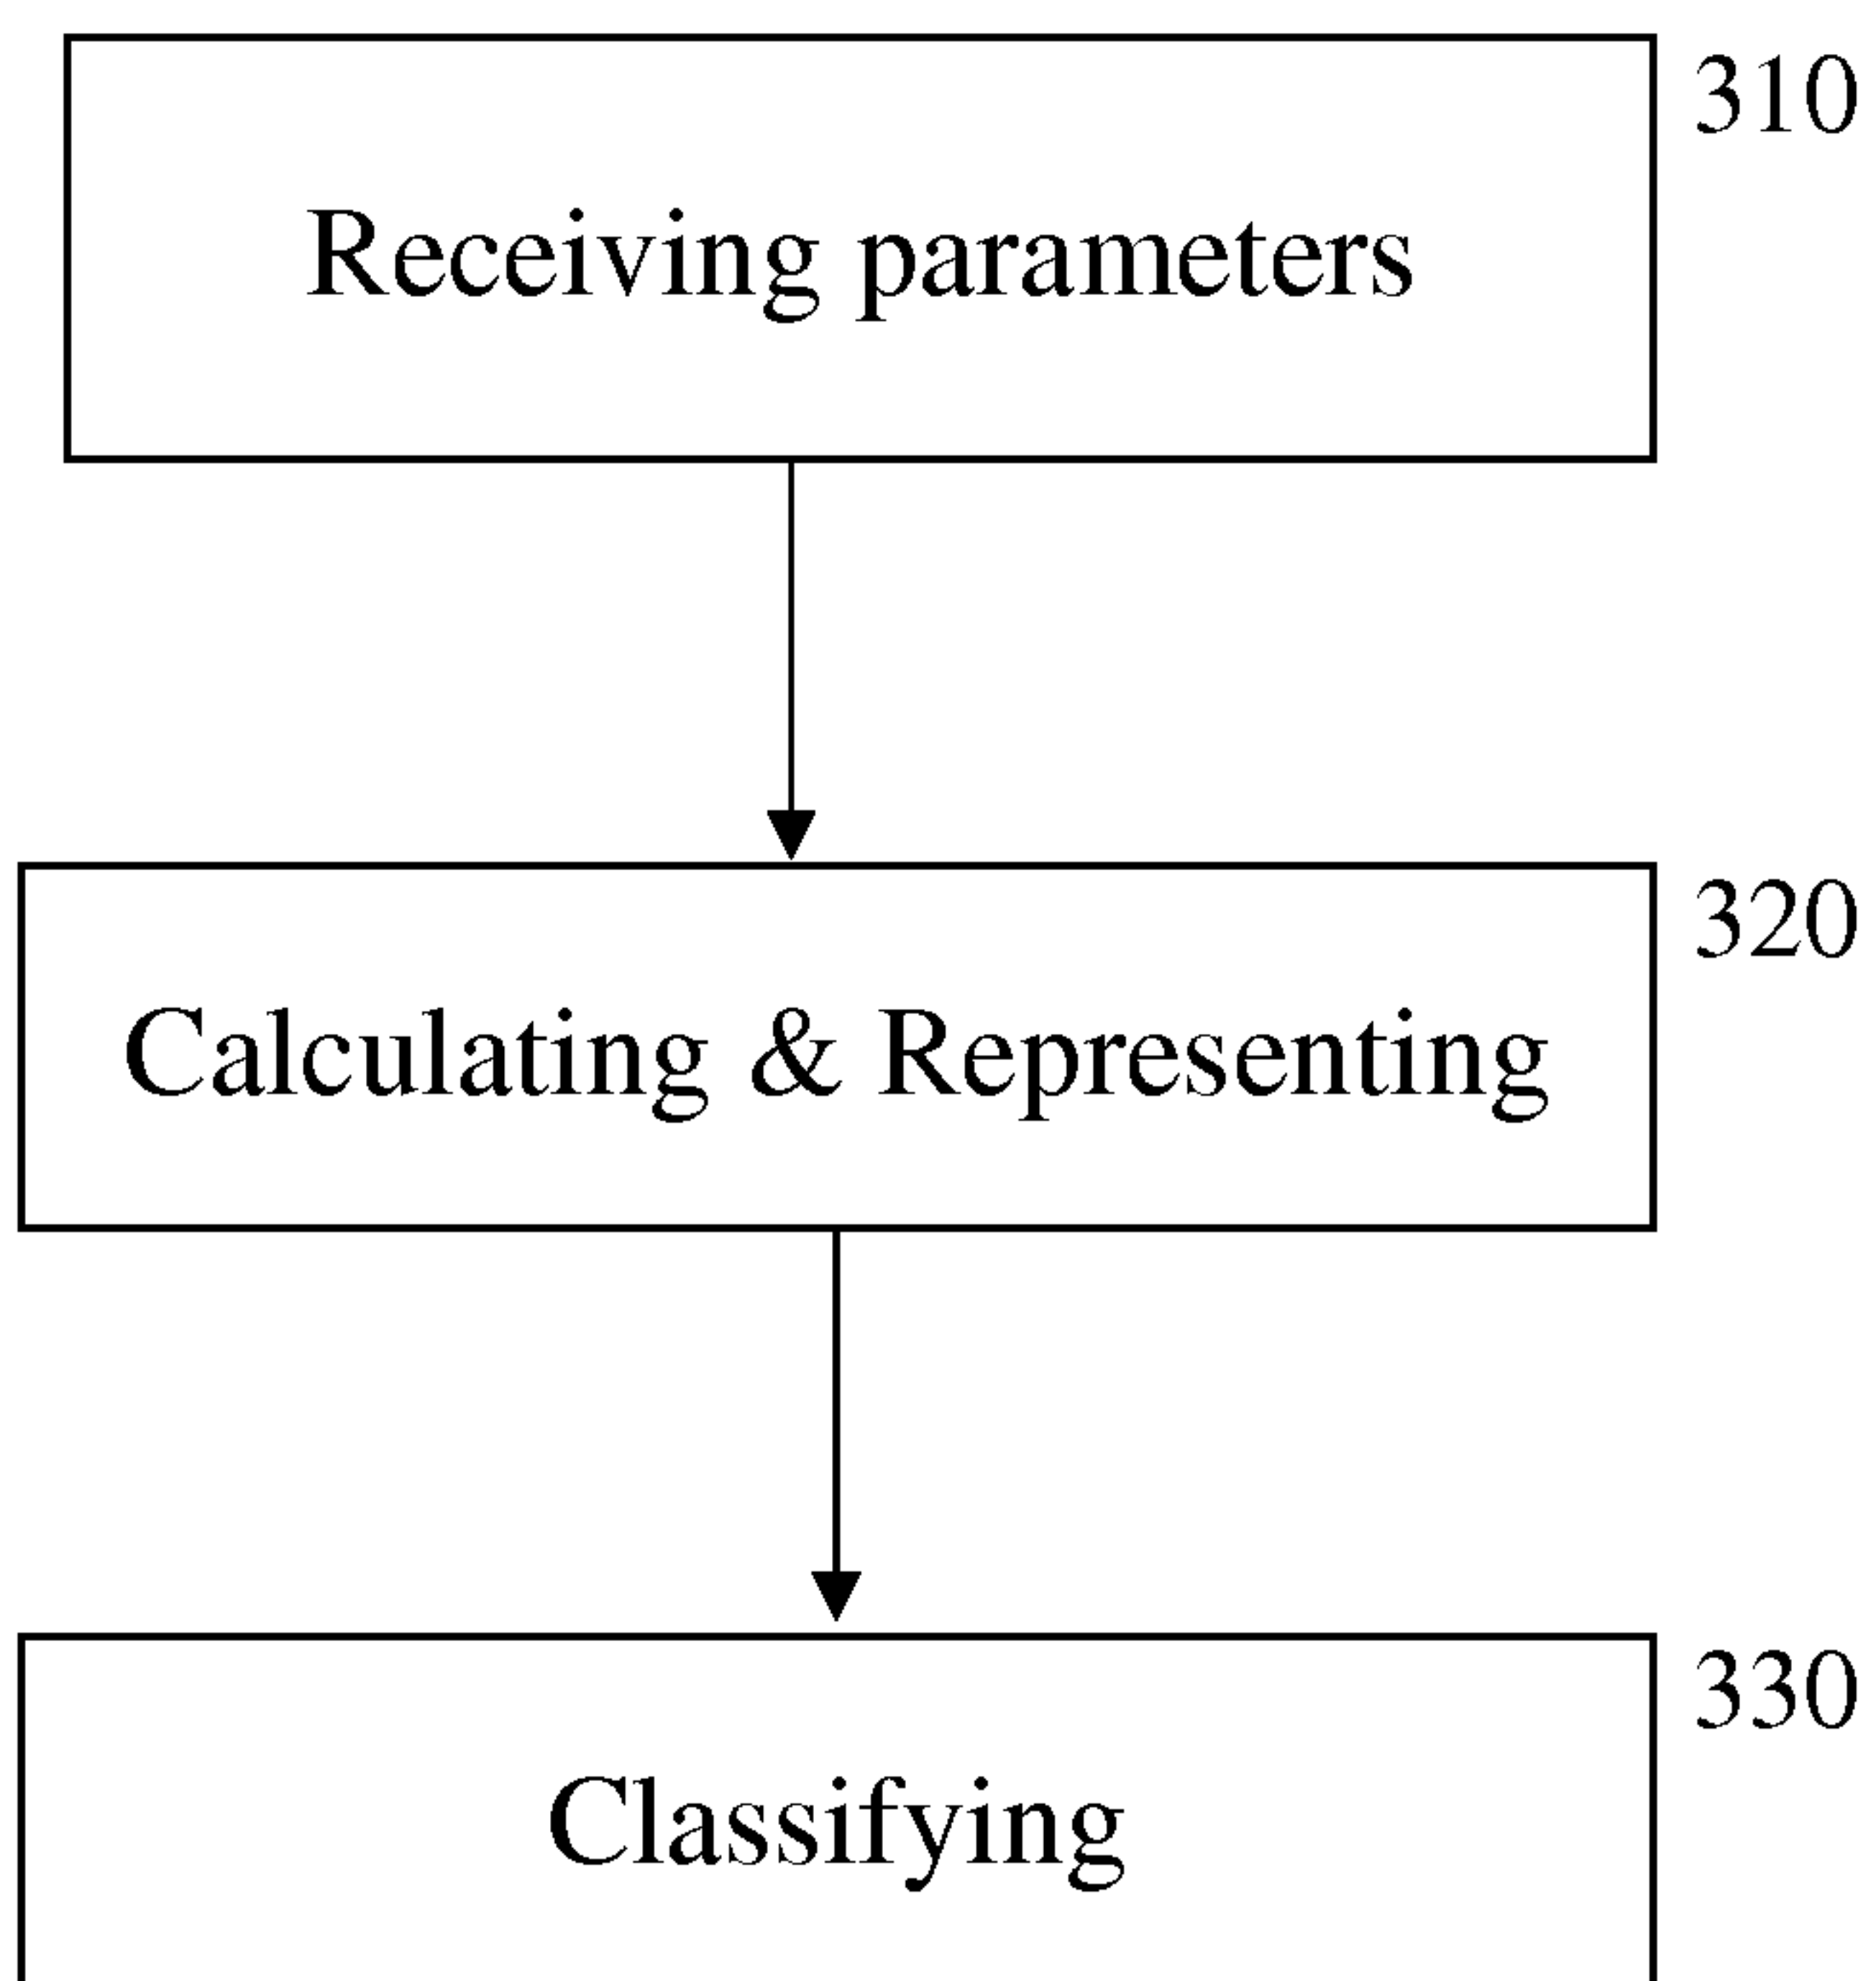 310
Receiving parameters
320
Calculating & Representing
330
Classifying